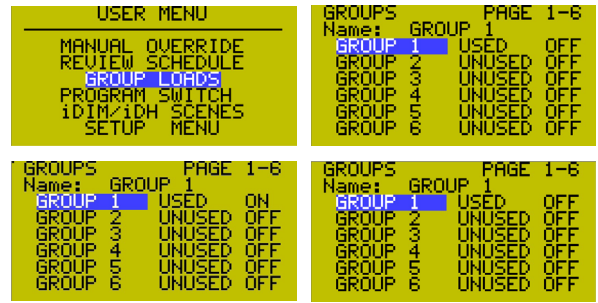 USER MENU
MANUAL OVERRIDE
REVIEW SCHEDULE
GROUP LOADS
PROGRAM SWITCH
iDIM/iDH SCENES
SETUP MENU
GROUPS PAGE 1-6
Name: GROUP 1
GROUP 1 USED OFF
GROUP 2 UNUSED OFF
GROUP 3 UNUSED OFF
GROUP 4 UNUSED OFF
GROUP 5 UNUSED OFF
GROUP 6 UNUSED OFF
GROUPS PAGE 1-6
Name: GROUP 1
GROUP 1 USED ON
GROUP 2 UNUSED OFF
GROUP 3 UNUSED OFF
GROUP 4 UNUSED OFF
GROUP 5 UNUSED OFF
GROUP 6 UNUSED OFF
GROUPS PAGE 1-6
Name: GROUP 1
GROUP 1 USED OFF
GROUP 2 UNUSED OFF
GROUP 3 UNUSED OFF
GROUP 4 UNUSED OFF
GROUP 5 UNUSED OFF
GROUP 6 UNUSED OFF